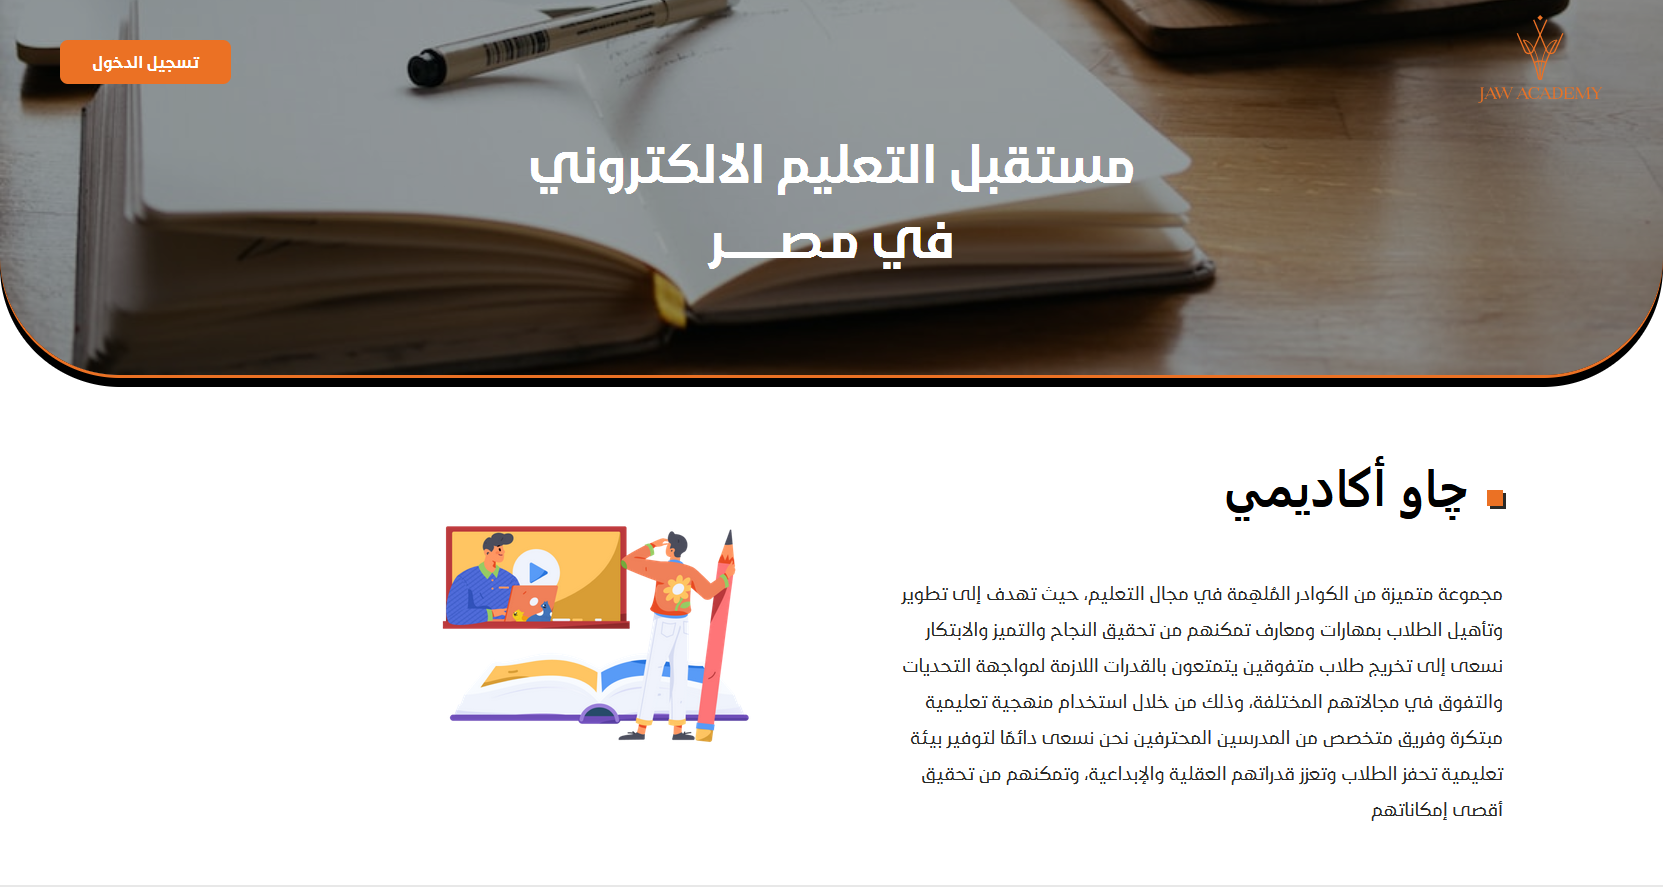 JAW ACADEMY
تسجيل الدخول
مستقبل التعليم الالكتروني
في مصـــر
چاو أكاديمي
مجموعة متميزة من الكوادر المُلهِمة في مجال التعليم، حيث تهدف إلى تطوير
وتأهيل الطلاب بمهارات ومعارف تمكنهم من تحقيق النجاح والتميز والابتكار
نسعى إلى تخريج طلاب متفوقين يتمتعون بالقدرات اللازمة لمواجهة التحديات
والتفوق في مجالاتهم المختلفة، وذلك من خلال استخدام منهجية تعليمية
مبتكرة وفريق متخصص من المدرسين المحترفين نحن نسعى دائمًا لتوفير بيئة
تعليمية تحفز الطلاب وتعزز قدراتهم العقلية والإبداعية، وتمكنهم من تحقيق
أقصى إمكاناتهم